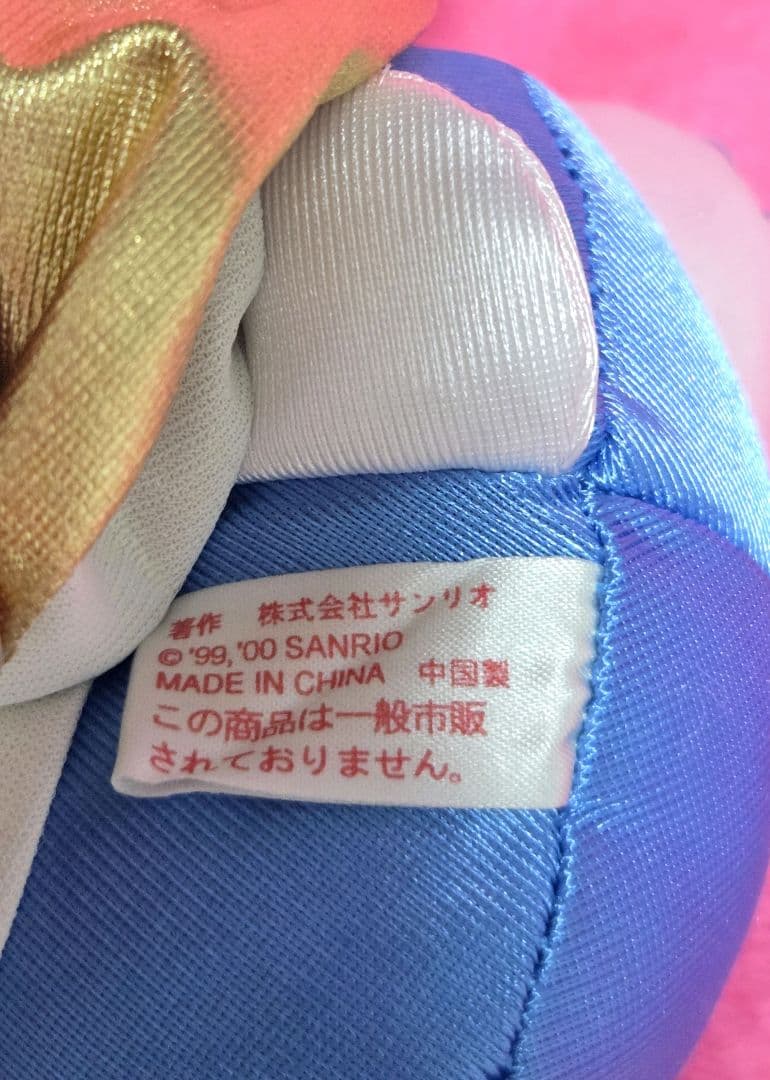 著作 株式会社サンリオ
© '99, '00 SANRIO
MADE IN CHINA 中国製
この商品は一般市販
されておりません。